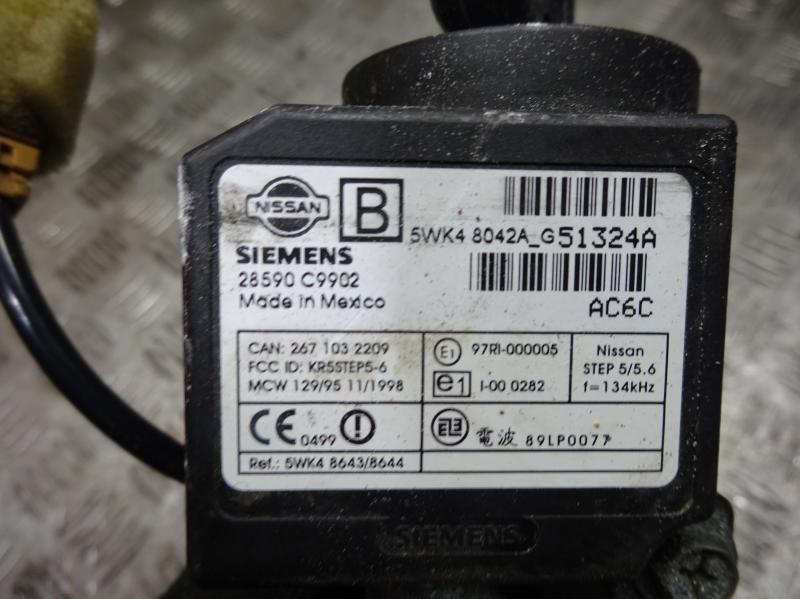 NISSAN
B
5WK4 8042A_G51324A
SIEMENS
28590 C9902
Made in Mexico
AC6C
CAN: 267 103 2209
FCC ID: KR5STEP5-6
MCW 129/95 11/1998
E1 97RI-000005
e1 I-00 0282
Nissan
STEP 5/5.6
f=134kHz
CE 0499
電波 89LP0077
Ref.: 5WK4 8643/8644
SIEMENS